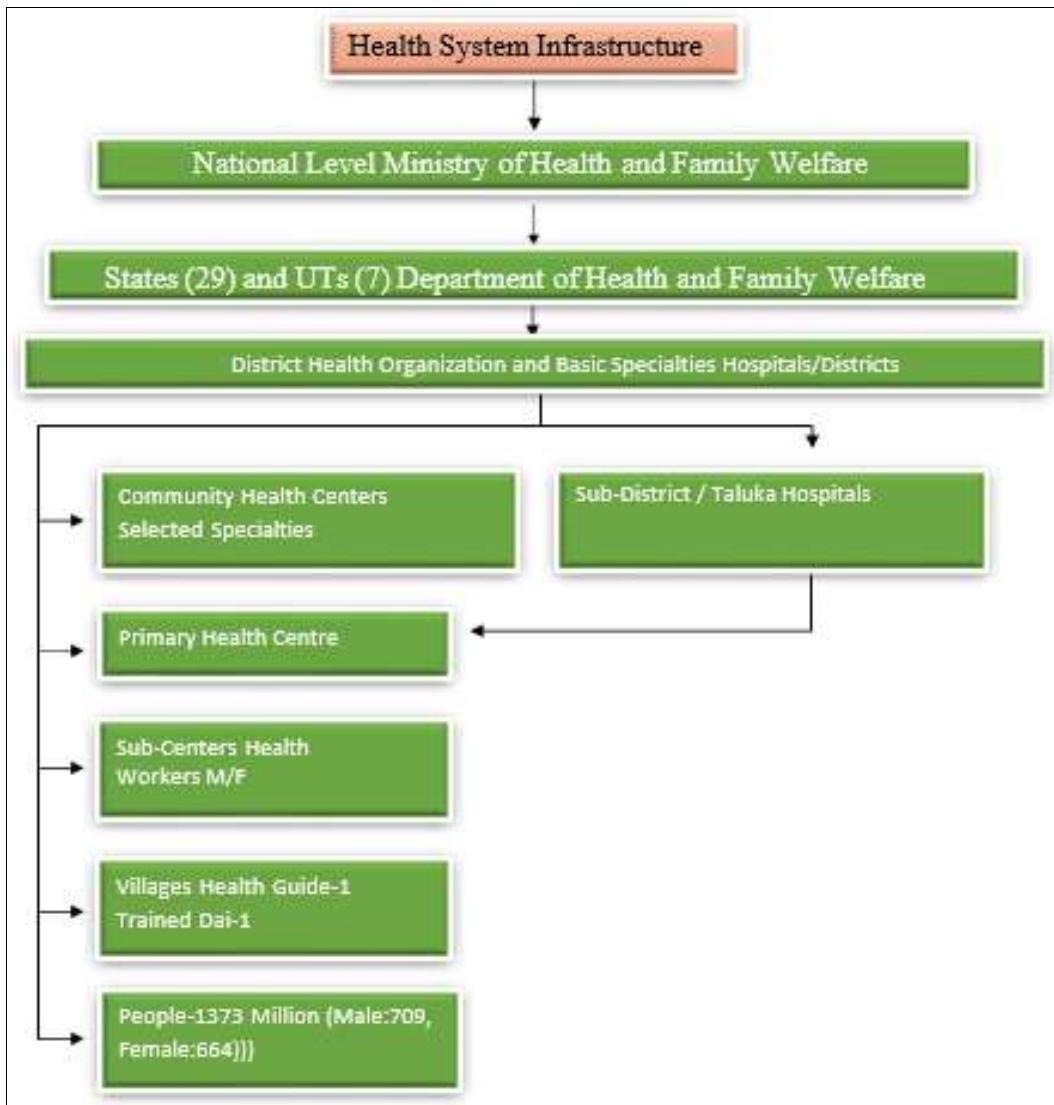 Health System Infrastructure
National Level Ministry of Health and Family Welfare
States (29) and UTs (7) Department of Health and Family Welfare
District Health Organization and Basic Specialties Hospitals/Districts
Community Health Centers
Selected Specialties
Sub-District / Taluka Hospitals
Primary Health Centre
Sub-Centers Health
Workers M/F
Villages Health Guide-1
Trained Dai-1
People-1373 Million (Male:709,
Female:664)))